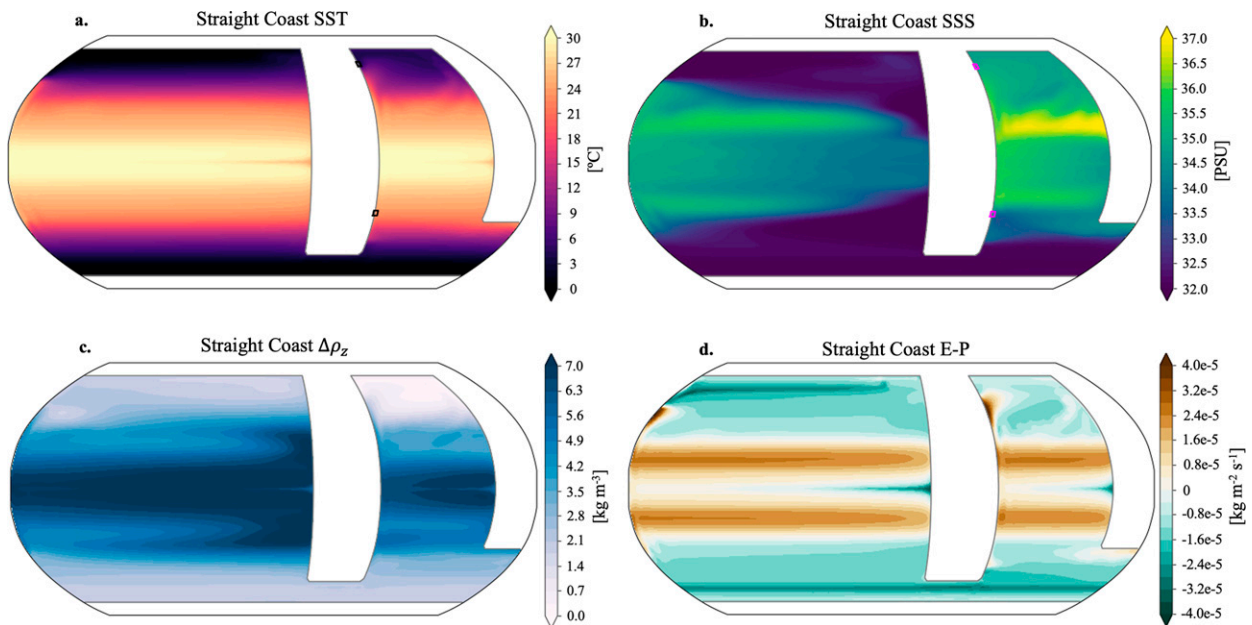 a. Straight Coast SST
30
27
24
21
18
15
12
9
6
3
0
[ºC]
b. Straight Coast SSS
37.0
36.5
36.0
35.5
35.0
34.5
34.0
33.5
33.0
32.5
32.0
[PSU]
c. Straight Coast Δρz
7.0
6.3
5.6
4.9
4.2
3.5
2.8
2.1
1.4
0.7
0.0
[kg m⁻³]
d. Straight Coast E-P
4.0e-5
3.2e-5
2.4e-5
1.6e-5
0.8e-5
0
-0.8e-5
-1.6e-5
-2.4e-5
-3.2e-5
-4.0e-5
[kg m⁻² s⁻¹]